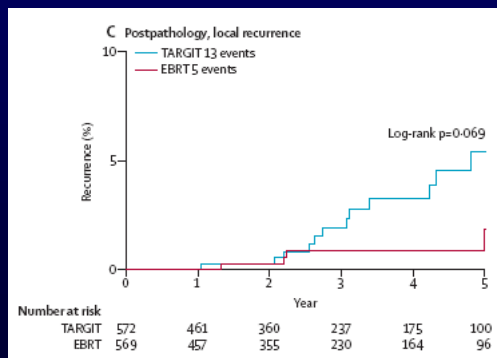 C Postpathology, local recurrence
10
TARGIT 13 events
EBRT 5 events
Log-rank p=0·069
5
Recurrence (%)
0
0 1 2 3 4 5
Year
Number at risk
TARGIT 572 461 360 237 175 100
EBRT 569 457 355 230 164 96